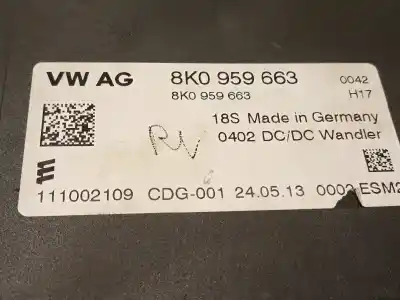 VW AG 8K0 959 663 0042
8K0 959 663 H17
18S Made in Germany
0402 DC/DC Wandler
RV
111002109 CDG-001 24.05.13 0002 ESM2